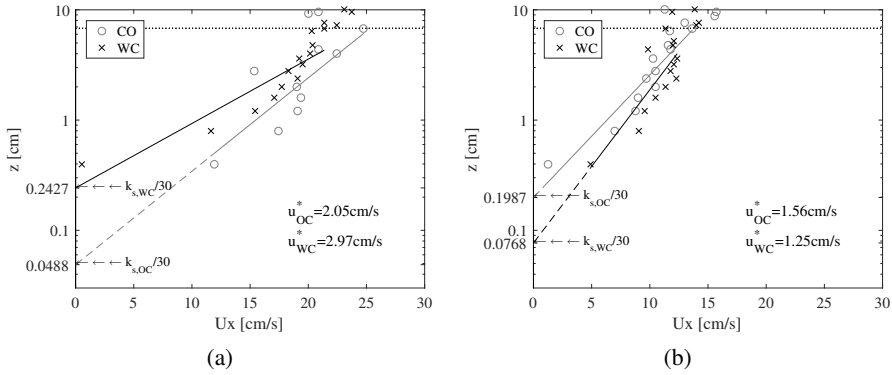 10
1
0.2427
0.1
0.0488
z [cm]
CO
WC
← ← k_s,WC/30
← ← k_s,OC/30
u*_OC=2.05cm/s
u*_WC=2.97cm/s
0 5 10 15 20 25 30
Ux [cm/s]
(a)
10
1
0.1987
0.1
0.0768
z [cm]
CO
WC
← ← k_s,OC/30
← ← k_s,WC/30
u*_OC=1.56cm/s
u*_WC=1.25cm/s
0 5 10 15 20 25 30
Ux [cm/s]
(b)